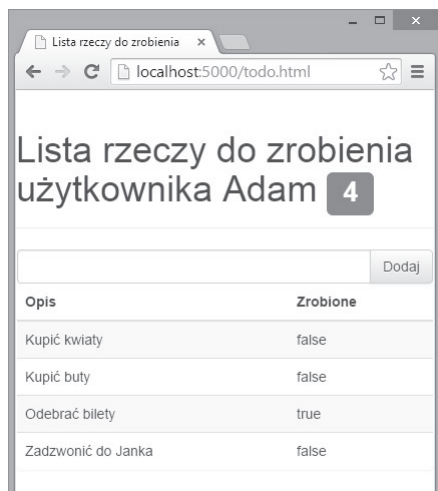 Lista rzeczy do zrobienia
localhost:5000/todo.html
Lista rzeczy do zrobienia
użytkownika Adam 4
Dodaj
Opis Zrobione
Kupić kwiaty false
Kupić buty false
Odebrać bilety true
Zadzwonić do Janka false